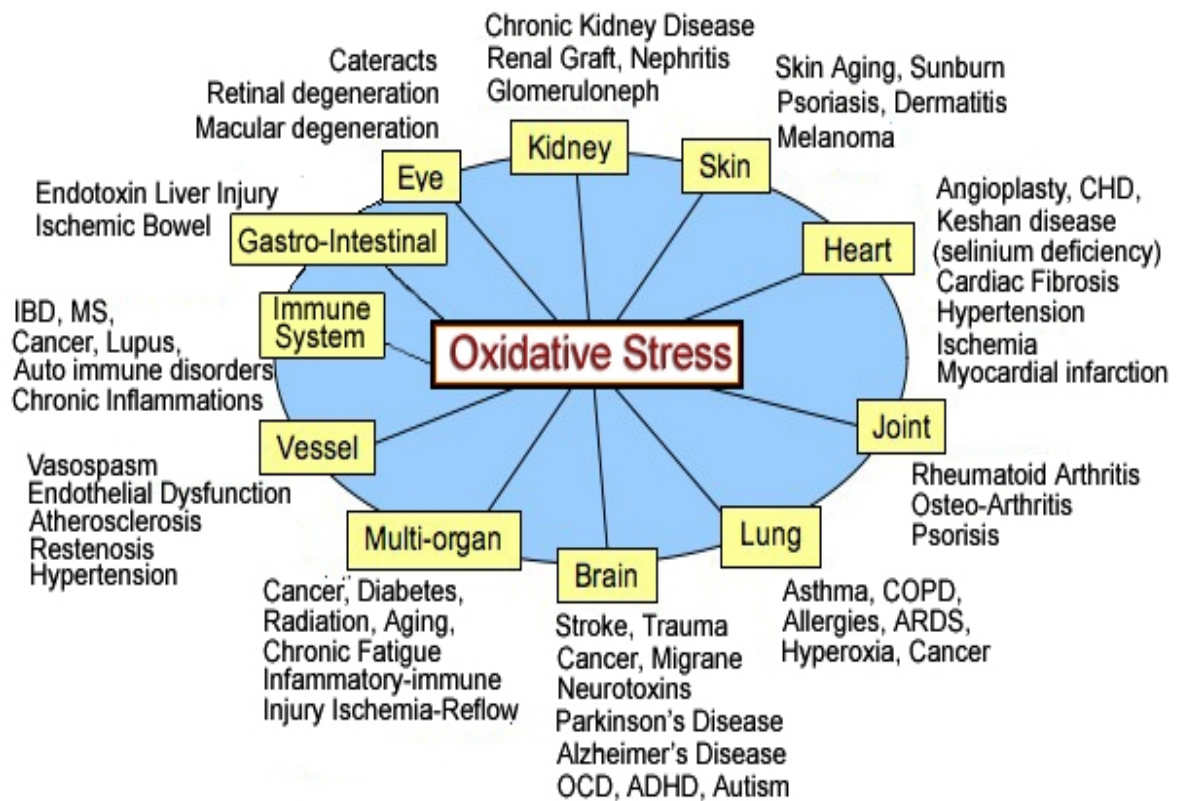 Chronic Kidney Disease
Renal Graft, Nephritis
Glomeruloneph
Kidney
Cateracts
Retinal degeneration
Macular degeneration
Eye
Skin Aging, Sunburn
Psoriasis, Dermatitis
Melanoma
Skin
Endotoxin Liver Injury
Ischemic Bowel
Gastro-Intestinal
Angioplasty, CHD,
Keshan disease
(selinium deficiency)
Cardiac Fibrosis
Hypertension
Ischemia
Myocardial infarction
Heart
IBD, MS,
Cancer, Lupus,
Auto immune disorders
Chronic Inflammations
Immune
System
Oxidative Stress
Vessel
Vasospasm
Endothelial Dysfunction
Atherosclerosis
Restenosis
Hypertension
Joint
Rheumatoid Arthritis
Osteo-Arthritis
Psorisis
Multi-organ
Cancer, Diabetes,
Radiation, Aging,
Chronic Fatigue
Infammatory-immune
Injury Ischemia-Reflow
Brain
Stroke, Trauma
Cancer, Migrane
Neurotoxins
Parkinson's Disease
Alzheimer's Disease
OCD, ADHD, Autism
Lung
Asthma, COPD,
Allergies, ARDS,
Hyperoxia, Cancer